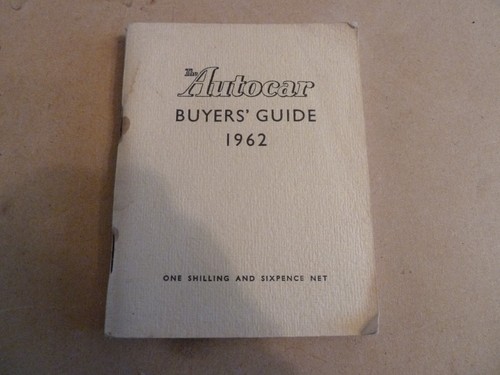 The Autocar
BUYERS' GUIDE
1962
ONE SHILLING AND SIXPENCE NET